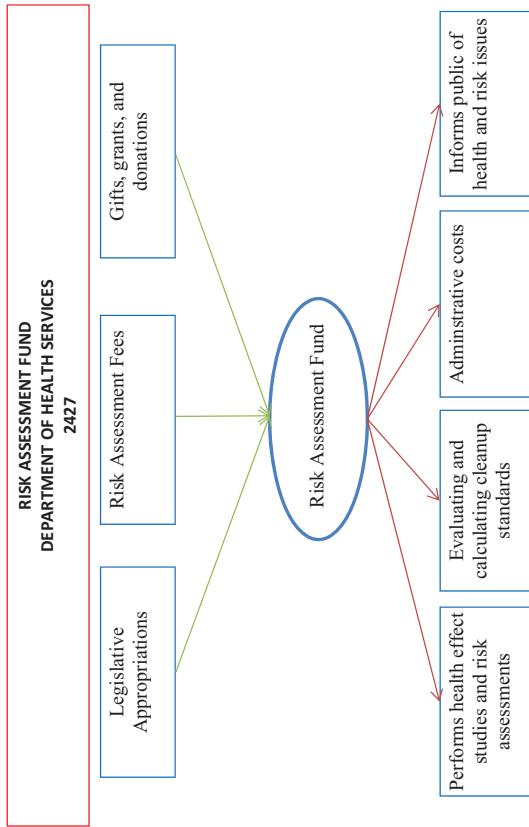 RISK ASSESSMENT FUND
DEPARTMENT OF HEALTH SERVICES
2427
Legislative
Appropriations
Risk Assessment Fees
Gifts, grants, and
donations
Risk Assessment Fund
Performs health effect
studies and risk
assessments
Evaluating and
calculating cleanup
standards
Adminstrative costs
Informs public of
health and risk issues